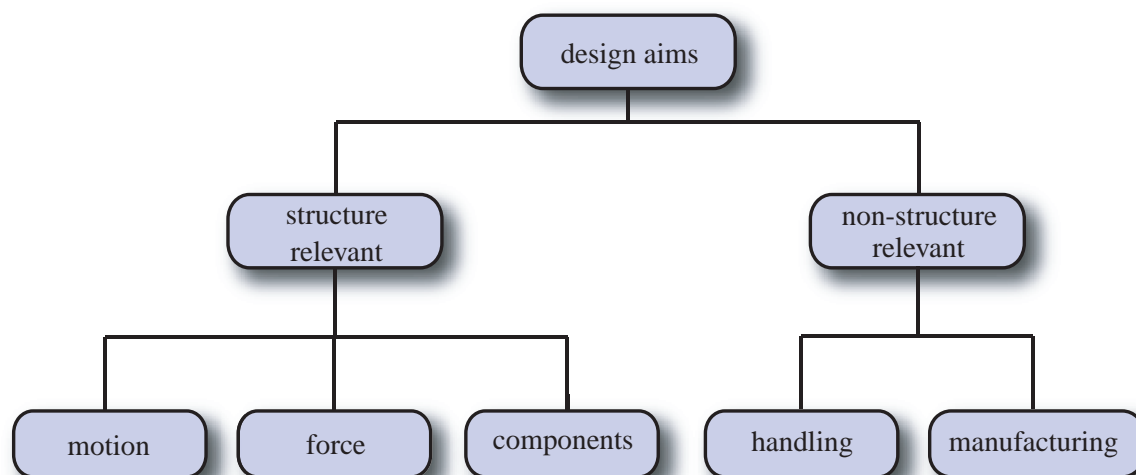 design aims
structure
relevant
non-structure
relevant
motion
force
components
handling
manufacturing